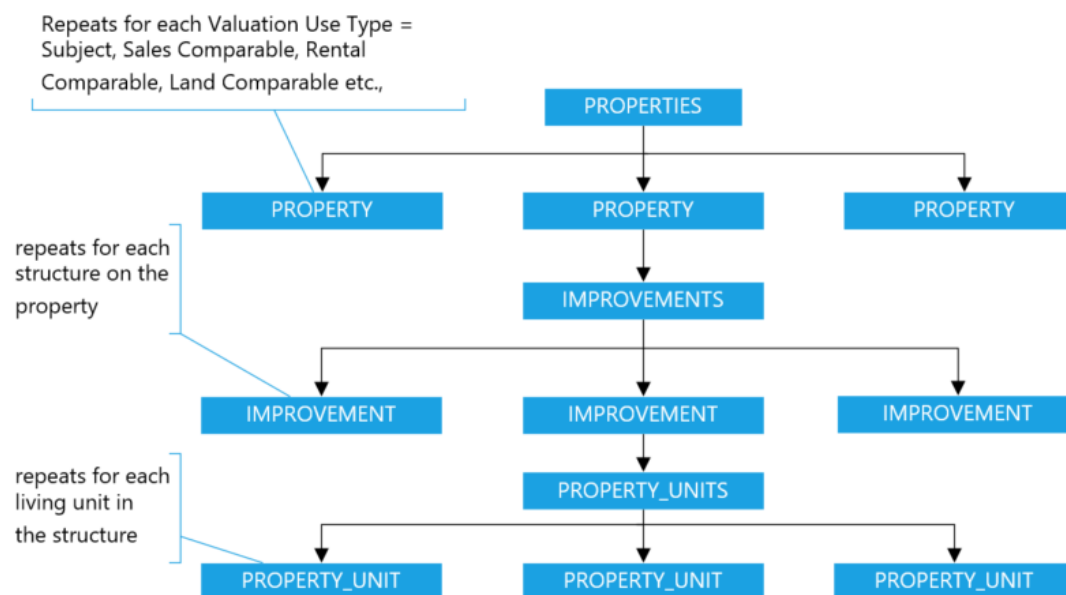 Repeats for each Valuation Use Type =
Subject, Sales Comparable, Rental
Comparable, Land Comparable etc.,
PROPERTIES
PROPERTY
PROPERTY
PROPERTY
repeats for each
structure on the
property
IMPROVEMENTS
IMPROVEMENT
IMPROVEMENT
IMPROVEMENT
repeats for each
living unit in
the structure
PROPERTY_UNITS
PROPERTY_UNIT
PROPERTY_UNIT
PROPERTY_UNIT